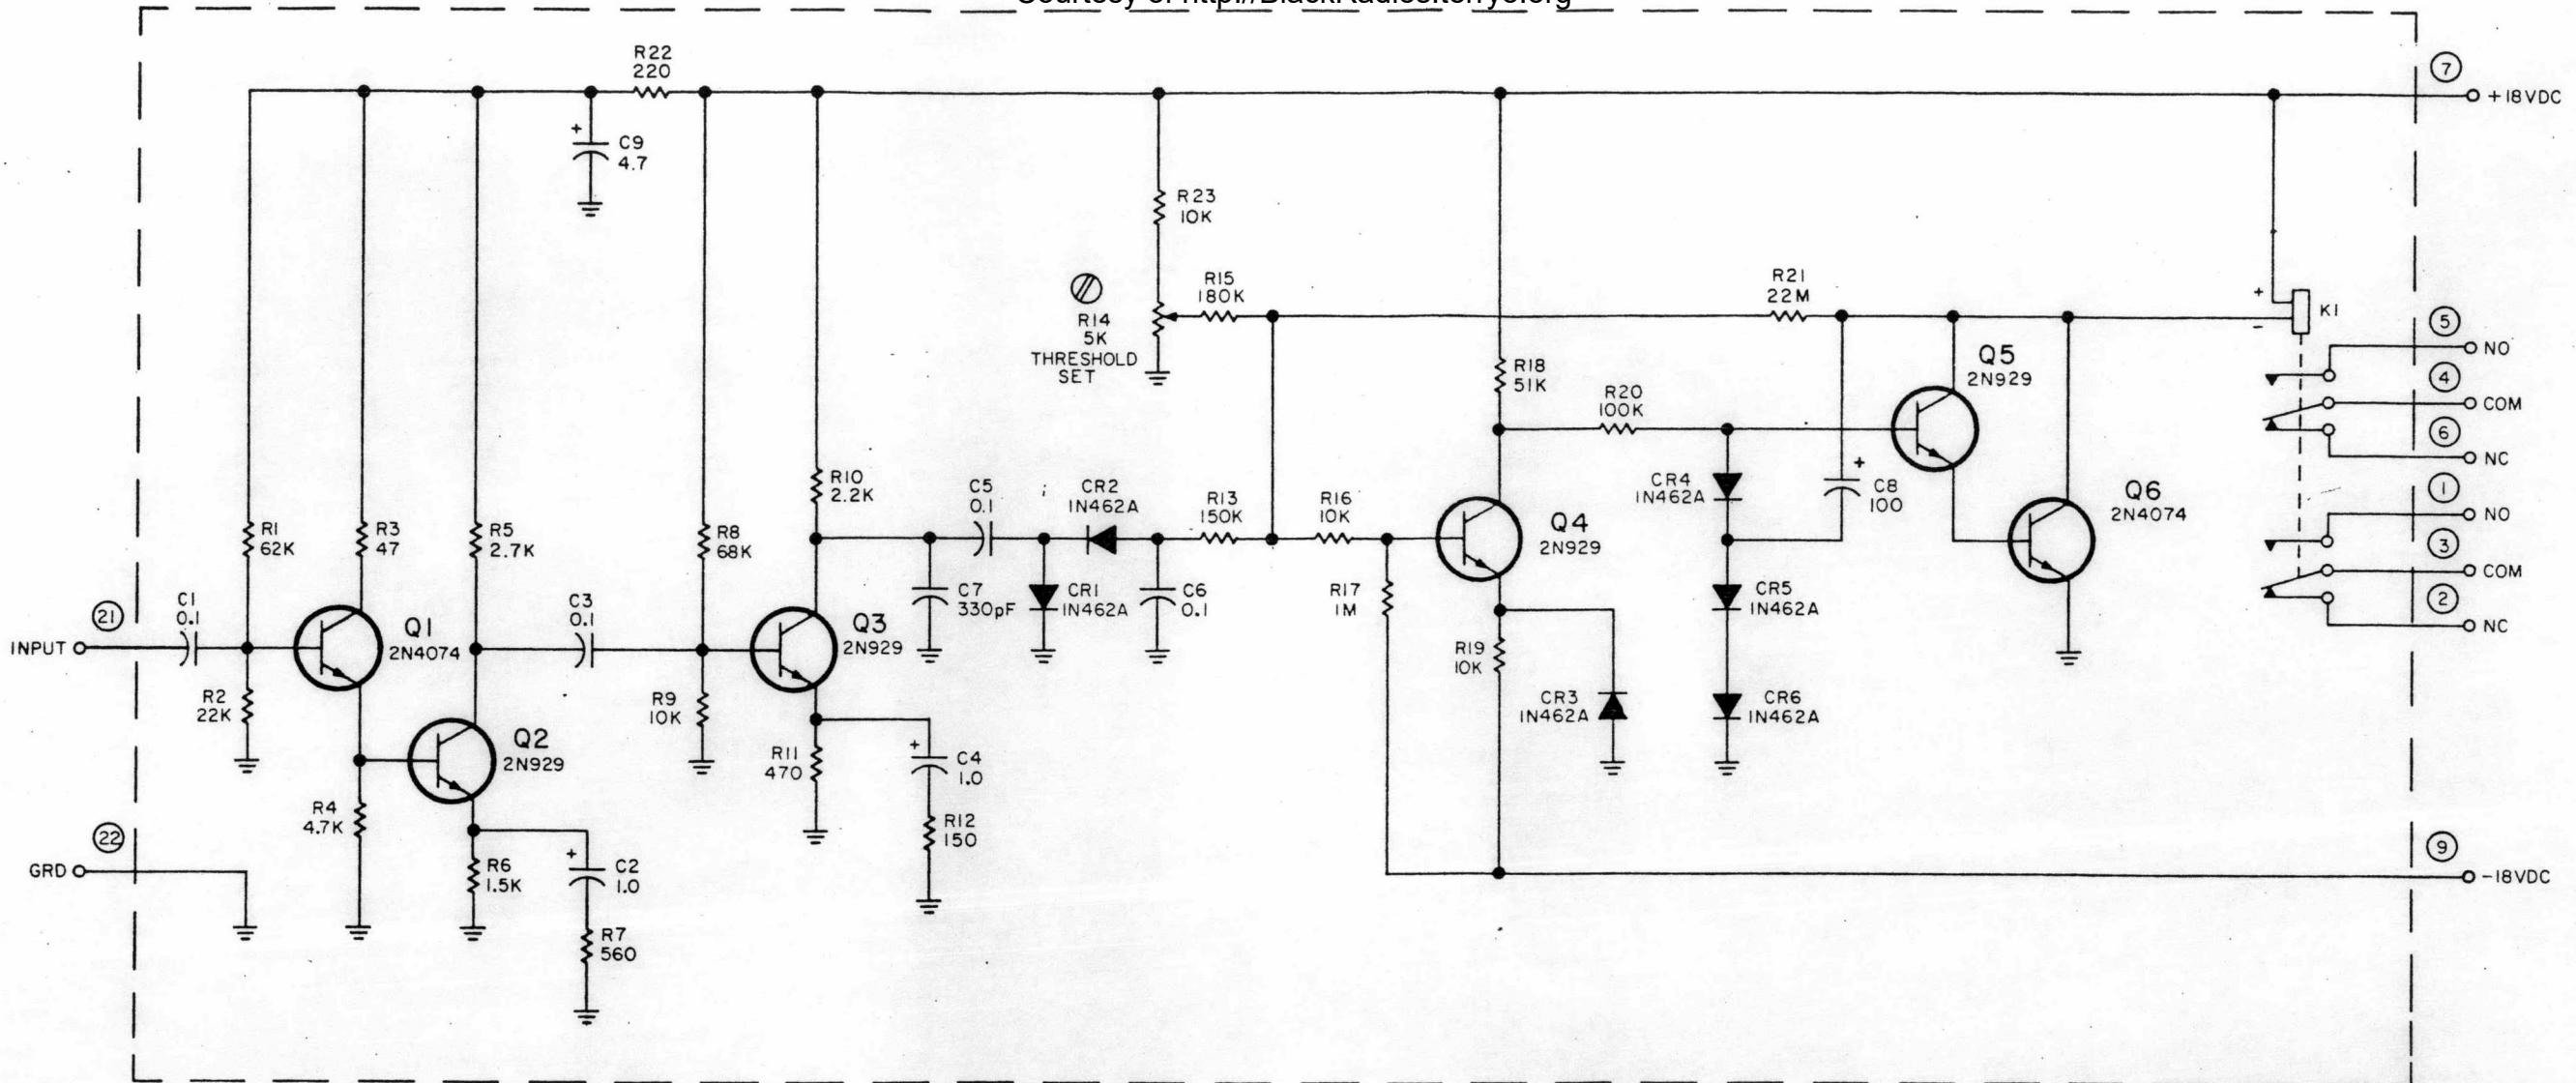 R22
220
7
+18VDC
+
C9
4.7
R23
10K
R15
180K
R14
5K
THRESHOLD
SET
R21
22M
+
-
K1
5
NO
Q5
2N929
R18
51K
4
COM
R20
100K
6
NC
R10
2.2K
C5
0.1
CR2
1N462A
R13
150K
R16
10K
CR4
1N462A
+
C8
100
Q6
2N4074
1
NO
R1
62K
R3
47
R5
2.7K
R8
68K
Q4
2N929
3
COM
C7
330pF
CR1
1N462A
C6
0.1
R17
1M
CR5
1N462A
2
NC
21
INPUT
C1
0.1
Q1
2N4074
C3
0.1
Q3
2N929
R19
10K
R2
22K
R9
10K
CR3
1N462A
CR6
1N462A
Q2
2N929
R11
470
+
C4
1.0
R4
4.7K
R12
150
22
GRD
R6
1.5K
+
C2
1.0
9
-18VDC
R7
560